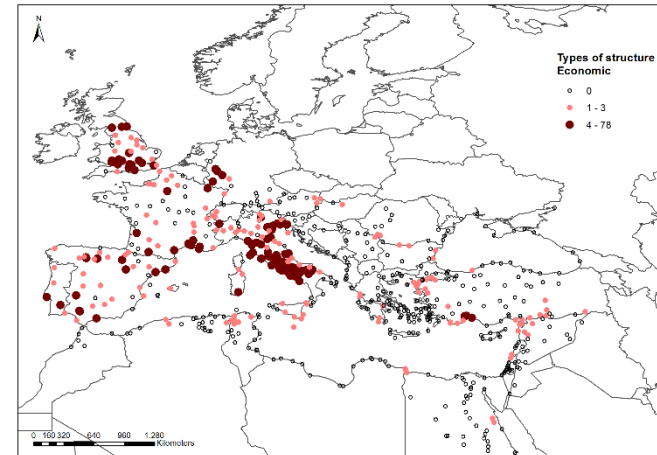 N
Types of structure
Economic
0
1 - 3
4 - 78
0 160 320 640 960 1.280
Kilometers